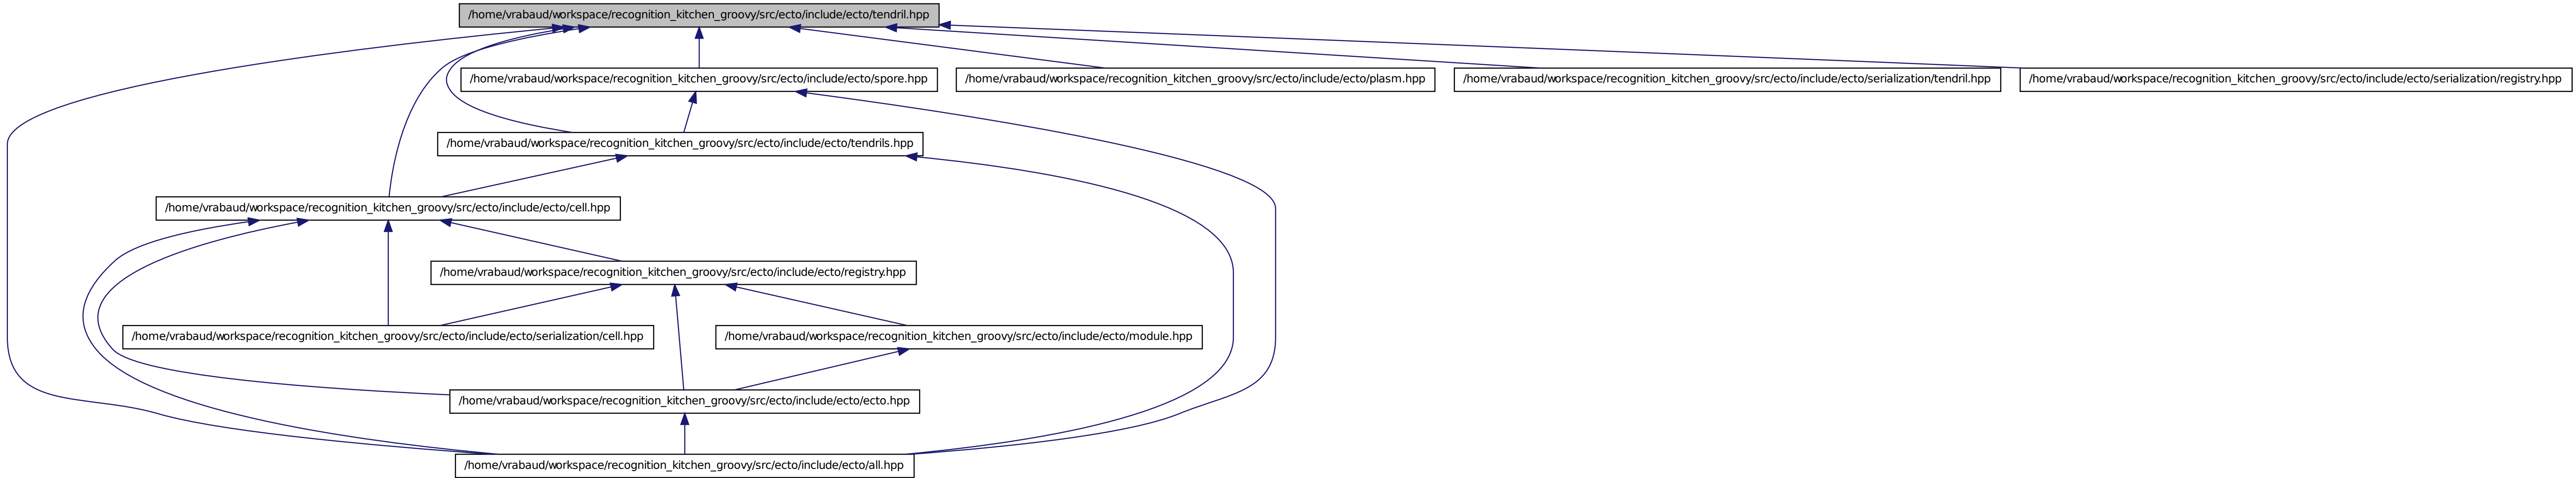 /home/vrabaud/workspace/recognition_kitchen_groovy/src/ecto/include/ecto/tendril.hpp
/home/vrabaud/workspace/recognition_kitchen_groovy/src/ecto/include/ecto/spore.hpp
/home/vrabaud/workspace/recognition_kitchen_groovy/src/ecto/include/ecto/plasm.hpp
/home/vrabaud/workspace/recognition_kitchen_groovy/src/ecto/include/ecto/serialization/tendril.hpp
/home/vrabaud/workspace/recognition_kitchen_groovy/src/ecto/include/ecto/serialization/registry.hpp
/home/vrabaud/workspace/recognition_kitchen_groovy/src/ecto/include/ecto/tendrils.hpp
/home/vrabaud/workspace/recognition_kitchen_groovy/src/ecto/include/ecto/cell.hpp
/home/vrabaud/workspace/recognition_kitchen_groovy/src/ecto/include/ecto/registry.hpp
/home/vrabaud/workspace/recognition_kitchen_groovy/src/ecto/include/ecto/serialization/cell.hpp
/home/vrabaud/workspace/recognition_kitchen_groovy/src/ecto/include/ecto/module.hpp
/home/vrabaud/workspace/recognition_kitchen_groovy/src/ecto/include/ecto/ecto.hpp
/home/vrabaud/workspace/recognition_kitchen_groovy/src/ecto/include/ecto/all.hpp